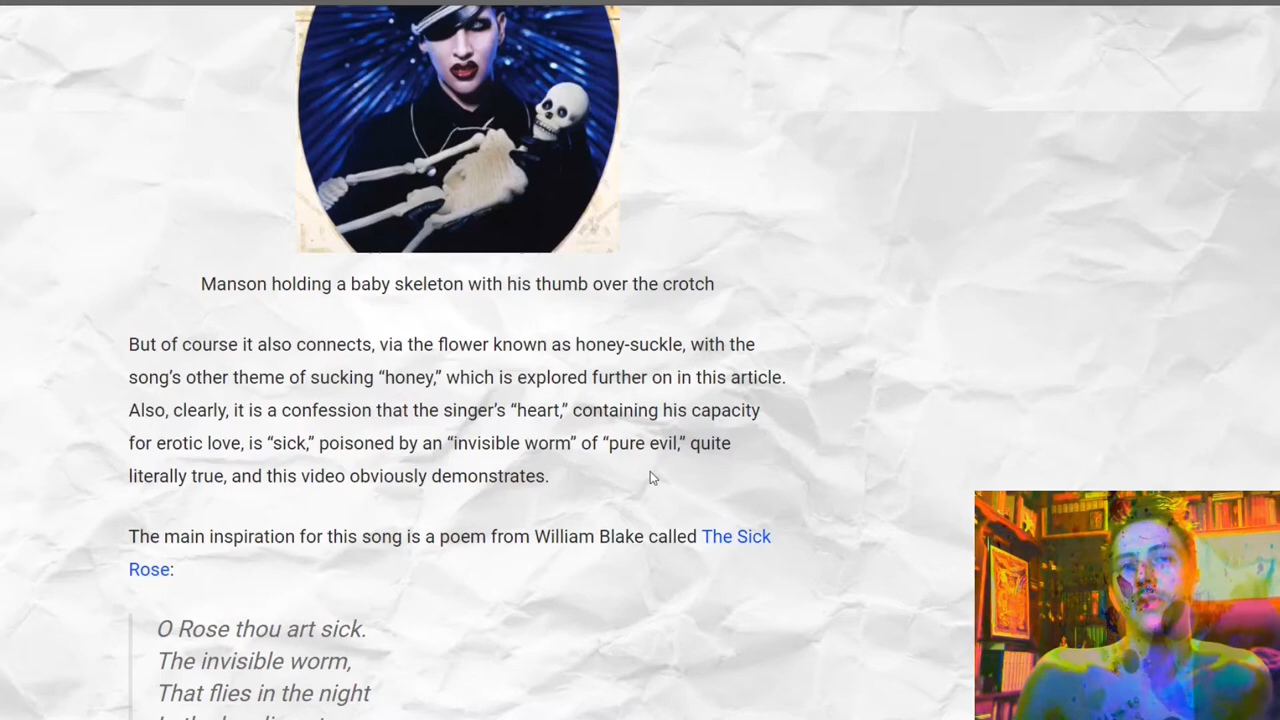 Manson holding a baby skeleton with his thumb over the crotch
But of course it also connects, via the flower known as honey-suckle, with the
song’s other theme of sucking “honey,” which is explored further on in this article.
Also, clearly, it is a confession that the singer’s “heart,” containing his capacity
for erotic love, is “sick,” poisoned by an “invisible worm” of “pure evil,” quite
literally true, and this video obviously demonstrates.
The main inspiration for this song is a poem from William Blake called The Sick
Rose:
O Rose thou art sick.
The invisible worm,
That flies in the night